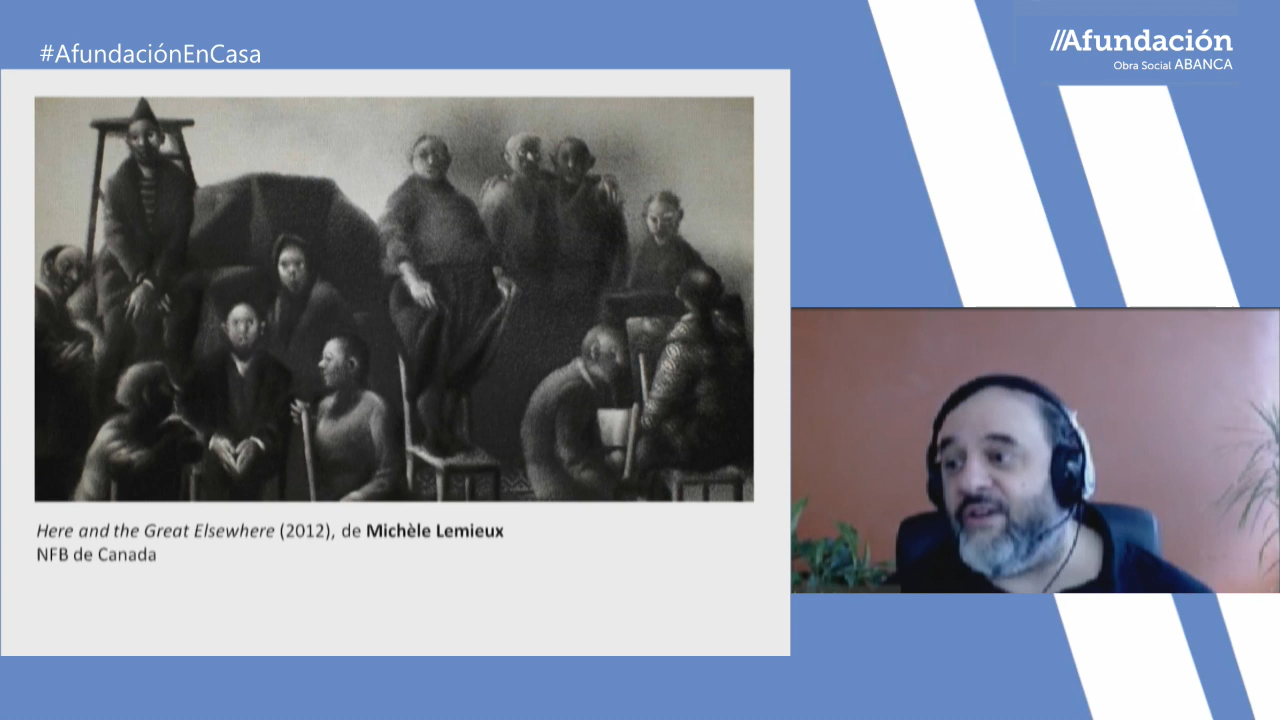 #AfundaciónEnCasa
//Afundación
Obra Social ABANCA
Here and the Great Elsewhere (2012), de Michèle Lemieux
NFB de Canada